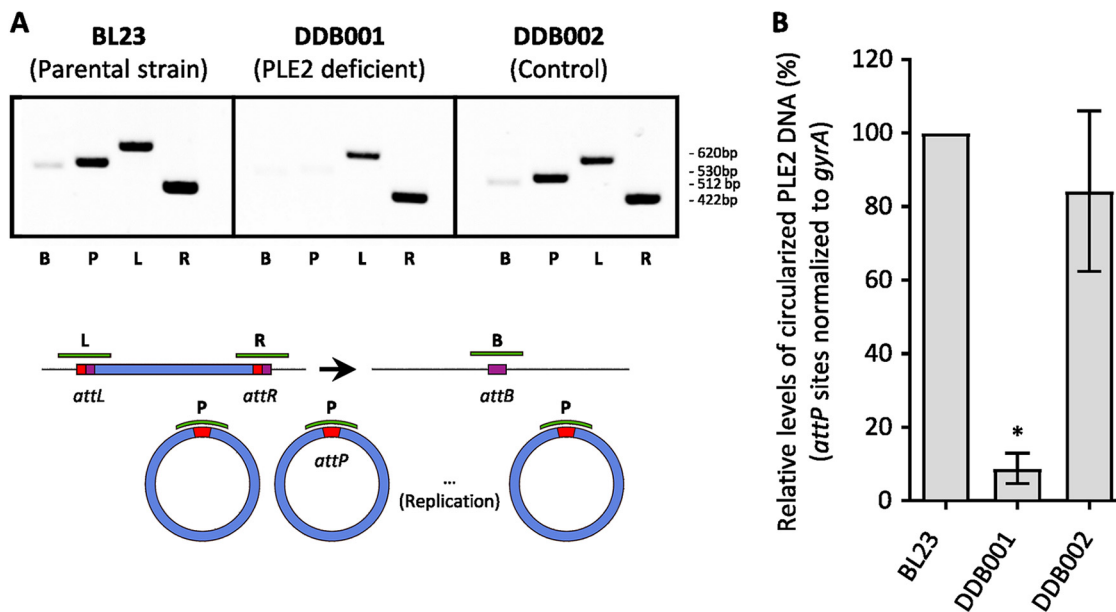 A
BL23
(Parental strain)
DDB001
(PLE2 deficient)
DDB002
(Control)
- 620bp
- 530bp
- 512 bp
- 422bp
B P L R
B P L R
B P L R
L
R
B
attL
attR
attB
P
P
P
attP
...
(Replication)
B
Relative levels of circularized PLE2 DNA (%)
(attP sites normalized to gyrA)
120
100
80
60
40
20
0
*
BL23
DDB001
DDB002